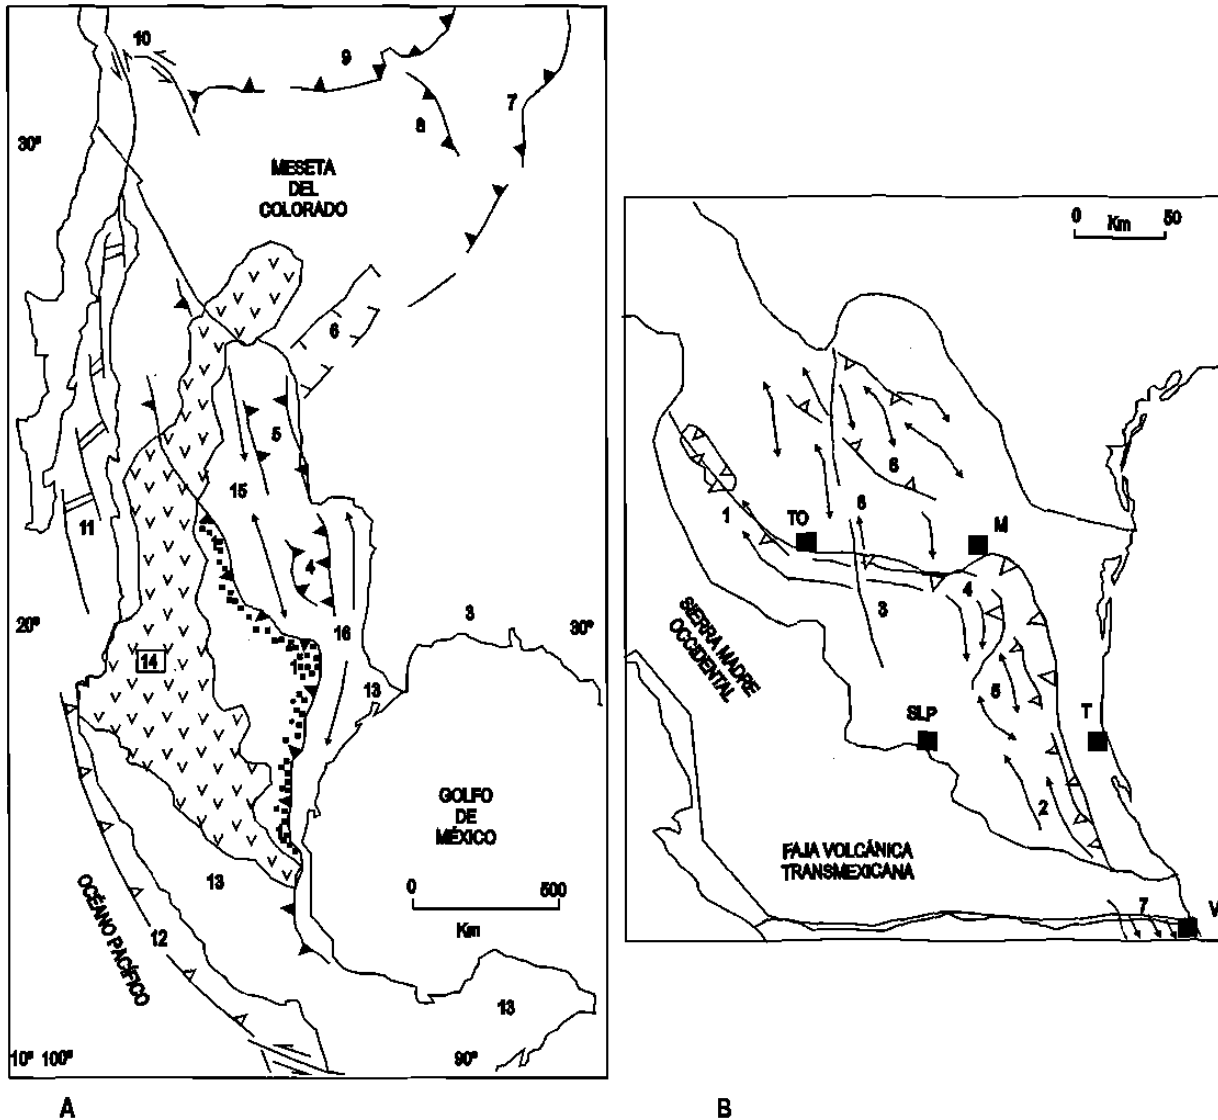 10
9
7
8
30°
MESETA
DEL
COLORADO
6
5
15
11
4
20°
16
3
30°
1
14
13
GOLFO
DE
MÉXICO
0 500
Km
OCÉANO PACÍFICO
13
12
13
10° 100°
90°
A
0 Km 50
6
8
1
TO
M
3
4
SIERRA MADRE
OCCIDENTAL
5
SLP
T
2
FAJA VOLCÁNICA
TRANSMEXICANA
7
V
B